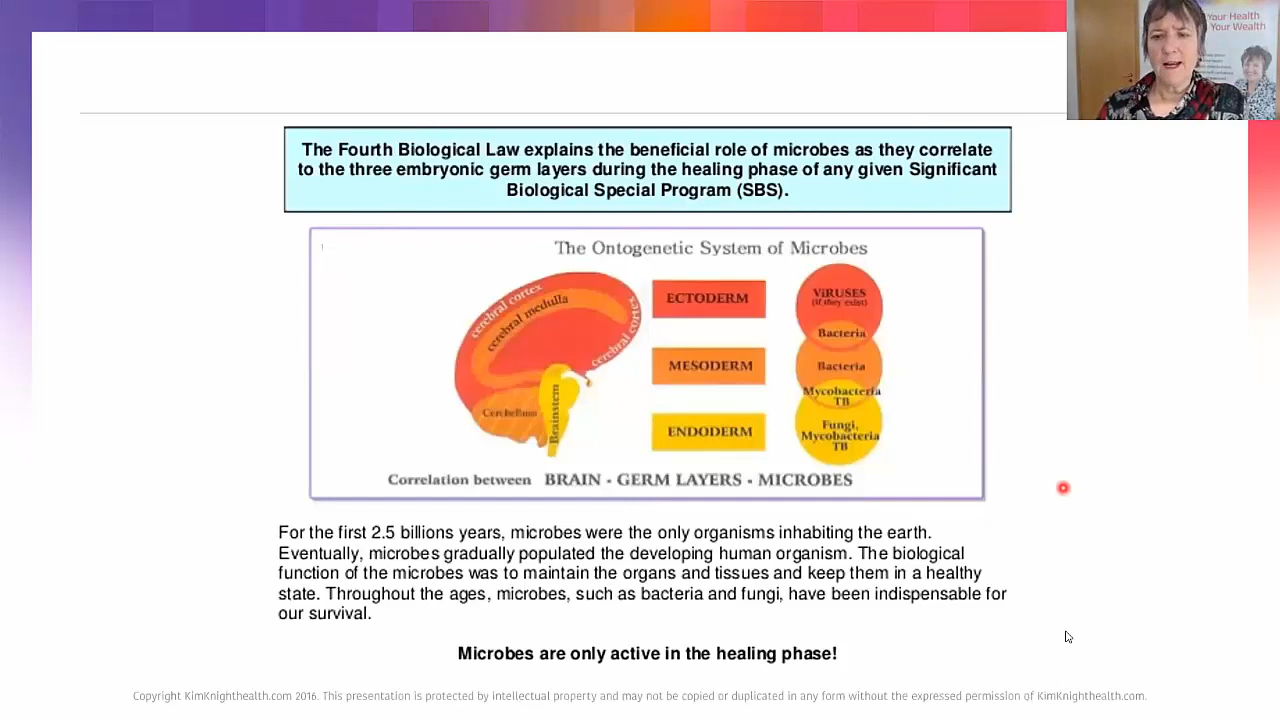 Your Health
Your Wealth
The Fourth Biological Law explains the beneficial role of microbes as they correlate
to the three embryonic germ layers during the healing phase of any given Significant
Biological Special Program (SBS).
The Ontogenetic System of Microbes
cerebral cortex
cerebral medulla
cerebral cortex
Cerebellum
Brainstem
ECTODERM
MESODERM
ENDODERM
ViRUSES
(if they exist)
Bacteria
Bacteria
Mycobacteria
TB
Fungi,
Mycobacteria
TB
Correlation between BRAIN - GERM LAYERS - MICROBES
For the first 2.5 billions years, microbes were the only organisms inhabiting the earth.
Eventually, microbes gradually populated the developing human organism. The biological
function of the microbes was to maintain the organs and tissues and keep them in a healthy
state. Throughout the ages, microbes, such as bacteria and fungi, have been indispensable for
our survival.
Microbes are only active in the healing phase!
Copyright KimKnighthealth.com 2016. This presentation is protected by intellectual property and may not be copied or duplicated in any form without the expressed permission of KimKnighthealth.com.